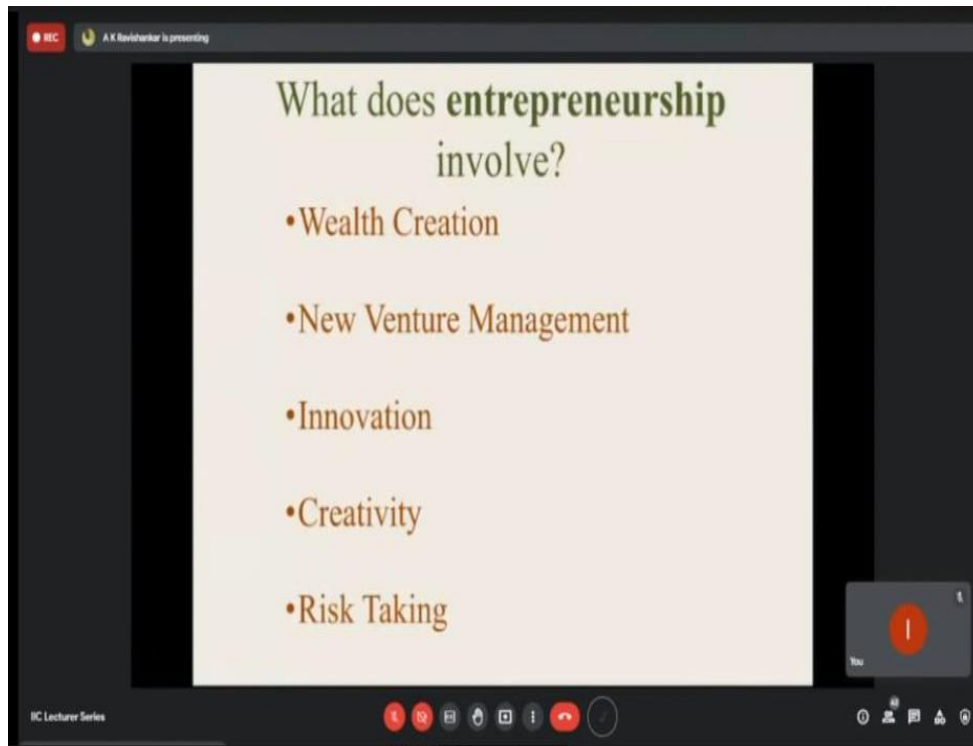 REC
A K Ravishankar is presenting
What does entrepreneurship
involve?
•Wealth Creation
•New Venture Management
•Innovation
•Creativity
•Risk Taking
I
You
IIC Lecturer Series